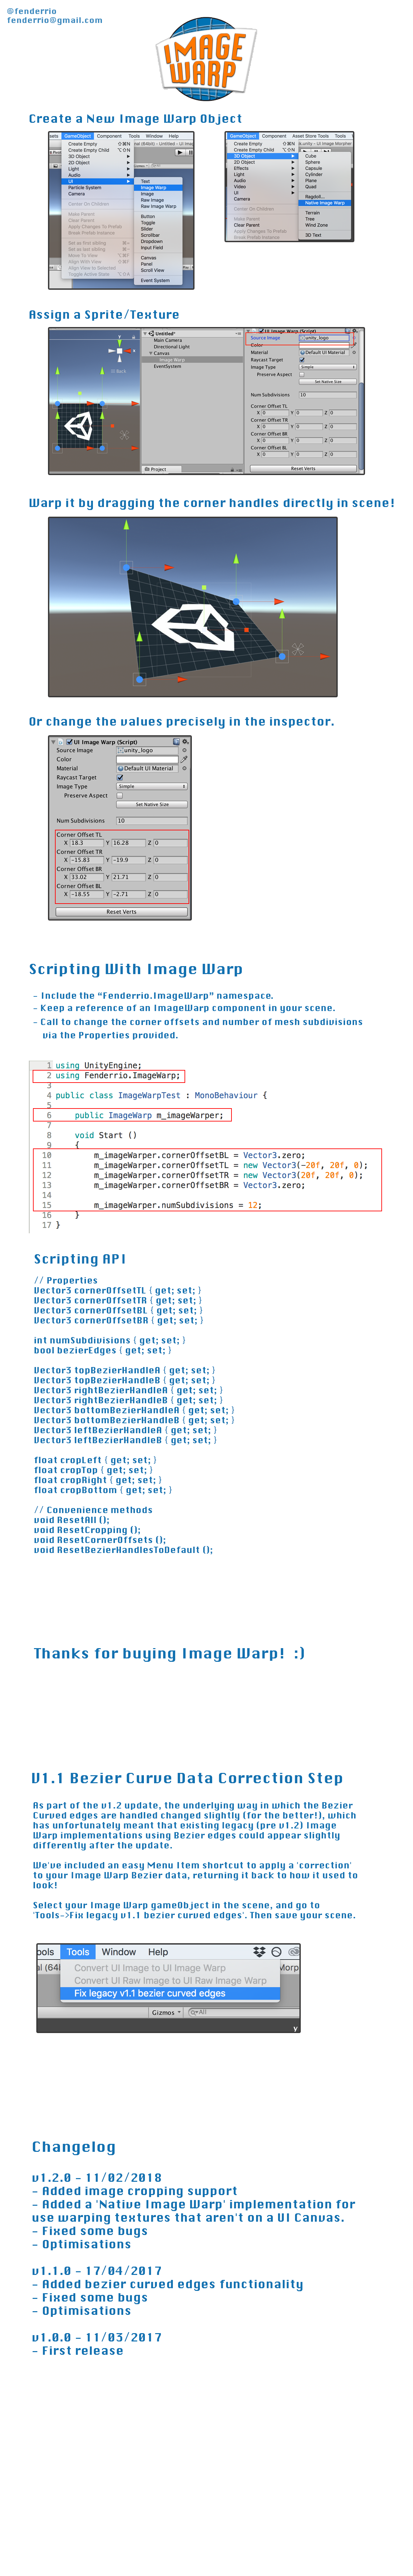 @fenderrio
fenderrio@gmail.com
IMAGE
WARP
Create a New Image Warp Object
GameObject Component Tools Window Help
Create Empty
Create Empty Child
3D Object
2D Object
Light
Audio
UI
Particle System
Camera
Center On Children
Make Parent
Clear Parent
Apply Changes To Prefab
Break Prefab Instance
Set as first sibling
Set as last sibling
Move To View
Align With View
Align View to Selected
Toggle Active State
Text
Image Warp
Image
Raw Image
Raw Image Warp
Button
Toggle
Slider
Scrollbar
Dropdown
Input Field
Canvas
Panel
Scroll View
Event System
GameObject Component Asset Store Tools Tools
Create Empty
Create Empty Child
3D Object
2D Object
Effects
Light
Audio
Video
UI
Camera
Center On Children
Make Parent
Clear Parent
Apply Changes To Prefab
Break Prefab Instance
Cube
Sphere
Capsule
Cylinder
Plane
Quad
Ragdoll...
Native Image Warp
Terrain
Tree
Wind Zone
3D Text
Assign a Sprite/Texture
Back
Untitled*
Main Camera
Directional Light
Canvas
Image Warp
EventSystem
Project
UI Image Warp (Script)
Source Image unity_logo
Color
Material Default UI Material
Raycast Target
Image Type Simple
Preserve Aspect
Set Native Size
Num Subdivisions 10
Corner Offset TL
X 0 Y 0 Z 0
Corner Offset TR
X 0 Y 0 Z 0
Corner Offset BR
X 0 Y 0 Z 0
Corner Offset BL
X 0 Y 0 Z 0
Reset Verts
Warp it by dragging the corner handles directly in scene!
Or change the values precisely in the inspector.
UI Image Warp (Script)
Source Image unity_logo
Color
Material Default UI Material
Raycast Target
Image Type Simple
Preserve Aspect
Set Native Size
Num Subdivisions 10
Corner Offset TL
X 18.3 Y 16.28 Z 0
Corner Offset TR
X -15.83 Y -19.9 Z 0
Corner Offset BR
X 33.02 Y 21.71 Z 0
Corner Offset BL
X -18.55 Y -2.71 Z 0
Reset Verts
Scripting With Image Warp
- Include the "Fenderrio.ImageWarp" namespace.
- Keep a reference of an ImageWarp component in your scene.
- Call to change the corner offsets and number of mesh subdivisions
via the Properties provided.
1 using UnityEngine;
2 using Fenderrio.ImageWarp;
3
4 public class ImageWarpTest : MonoBehaviour {
5
6 public ImageWarp m_imageWarper;
7
8 void Start ()
9 {
10 m_imageWarper.cornerOffsetBL = Vector3.zero;
11 m_imageWarper.cornerOffsetTL = new Vector3(-20f, 20f, 0);
12 m_imageWarper.cornerOffsetTR = new Vector3(20f, 20f, 0);
13 m_imageWarper.cornerOffsetBR = Vector3.zero;
14
15 m_imageWarper.numSubdivisions = 12;
16 }
17 }
Scripting API
// Properties
Vector3 cornerOffsetTL { get; set; }
Vector3 cornerOffsetTR { get; set; }
Vector3 cornerOffsetBL { get; set; }
Vector3 cornerOffsetBR { get; set; }
int numSubdivisions { get; set; }
bool bezierEdges { get; set; }
Vector3 topBezierHandleA { get; set; }
Vector3 topBezierHandleB { get; set; }
Vector3 rightBezierHandleA { get; set; }
Vector3 rightBezierHandleB { get; set; }
Vector3 bottomBezierHandleA { get; set; }
Vector3 bottomBezierHandleB { get; set; }
Vector3 leftBezierHandleA { get; set; }
Vector3 leftBezierHandleB { get; set; }
float cropLeft { get; set; }
float cropTop { get; set; }
float cropRight { get; set; }
float cropBottom { get; set; }
// Convenience methods
void ResetAll ();
void ResetCropping ();
void ResetCornerOffsets ();
void ResetBezierHandlesToDefault ();
Thanks for buying Image Warp! :)
V1.1 Bezier Curve Data Correction Step
As part of the v1.2 update, the underlying way in which the Bezier
Curved edges are handled changed slightly (for the better!), which
has unfortunately meant that existing legacy (pre v1.2) Image
Warp implementations using Bezier edges could appear slightly
differently after the update.
We've included an easy Menu Item shortcut to apply a 'correction'
to your Image Warp Bezier data, returning it back to how it used to
look!
Select your Image Warp gameObject in the scene, and go to
'Tools->Fix legacy v1.1 bezier curved edges'. Then save your scene.
ools Tools Window Help
Convert UI Image to UI Image Warp
Convert UI Raw Image to UI Raw Image Warp
Fix legacy v1.1 bezier curved edges
al (64 Morp
Gizmos All
y
Changelog
v1.2.0 - 11/02/2018
- Added image cropping support
- Added a 'Native Image Warp' implementation for
use warping textures that aren't on a UI Canvas.
- Fixed some bugs
- Optimisations
v1.1.0 - 17/04/2017
- Added bezier curved edges functionality
- Fixed some bugs
- Optimisations
v1.0.0 - 11/03/2017
- First release